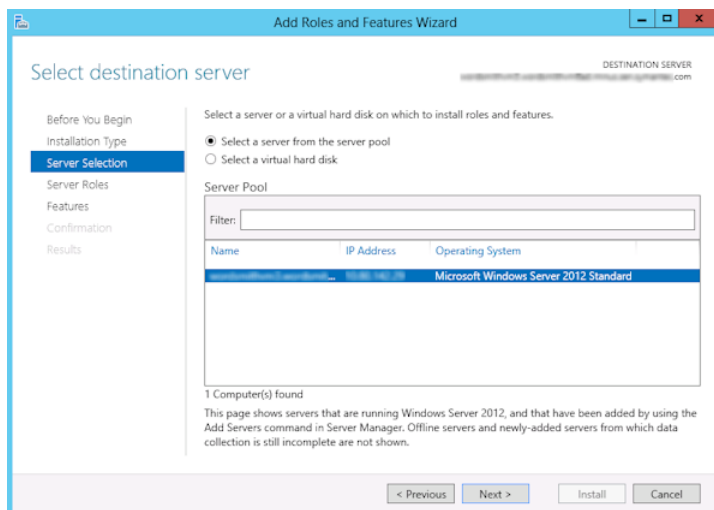 Add Roles and Features Wizard
Select destination server
DESTINATION SERVER
.com
Before You Begin
Installation Type
Server Selection
Server Roles
Features
Confirmation
Results
Select a server or a virtual hard disk on which to install roles and features.
Select a server from the server pool
Select a virtual hard disk
Server Pool
Filter:
Name IP Address Operating System
Microsoft Windows Server 2012 Standard
1 Computer(s) found
This page shows servers that are running Windows Server 2012, and that have been added by using the
Add Servers command in Server Manager. Offline servers and newly-added servers from which data
collection is still incomplete are not shown.
< Previous Next > Install Cancel